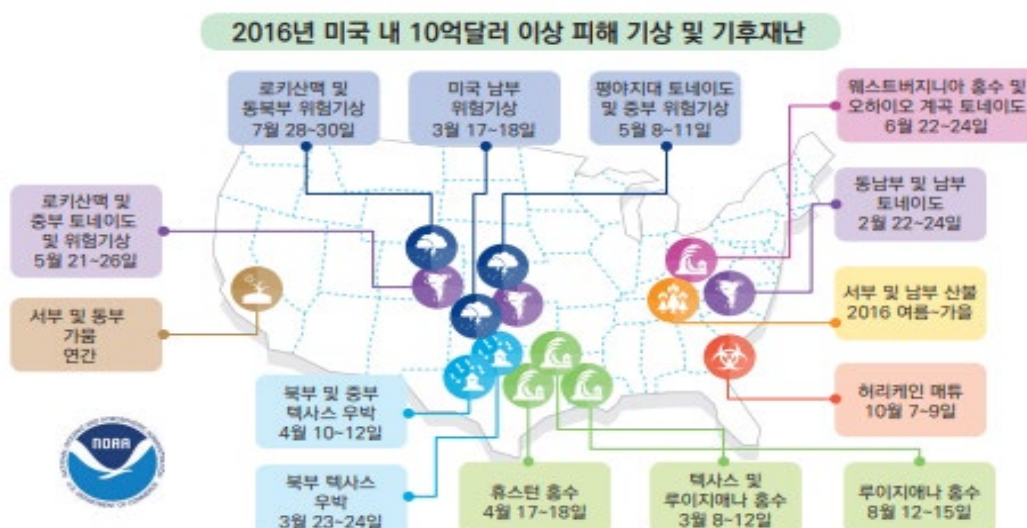 2016년 미국 내 10억달러 이상 피해 기상 및 기후재난
로키산맥 및
동북부 위험기상
7월 28~30일
미국 남부
위험기상
3월 17~18일
평야지대 토네이도
및 중부 위험기상
5월 8~11일
웨스트버지니아 홍수 및
오하이오 계곡 토네이도
6월 22~24일
로키산맥 및
중부 토네이도
및 위험기상
5월 21~26일
동남부 및 남부
토네이도
2월 22~24일
서부 및 동부
가뭄
연간
서부 및 남부 산불
2016 여름~가을
북부 및 중부
텍사스 우박
4월 10~12일
허리케인 매튜
10월 7~9일
NOAA
북부 텍사스
우박
3월 23~24일
휴스턴 홍수
4월 17~18일
텍사스 및
루이지애나 홍수
3월 8~12일
루이지애나 홍수
8월 12~15일